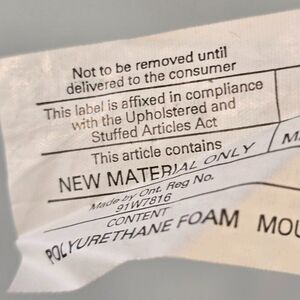 Not to be removed until
delivered to the consumer
This label is affixed in compliance
with the Upholstered and
Stuffed Articles Act
This article contains
NEW MATERIAL ONLY
Made by Ont. Reg No.
91W7816
CONTENT
POLYURETHANE FOAM MOU